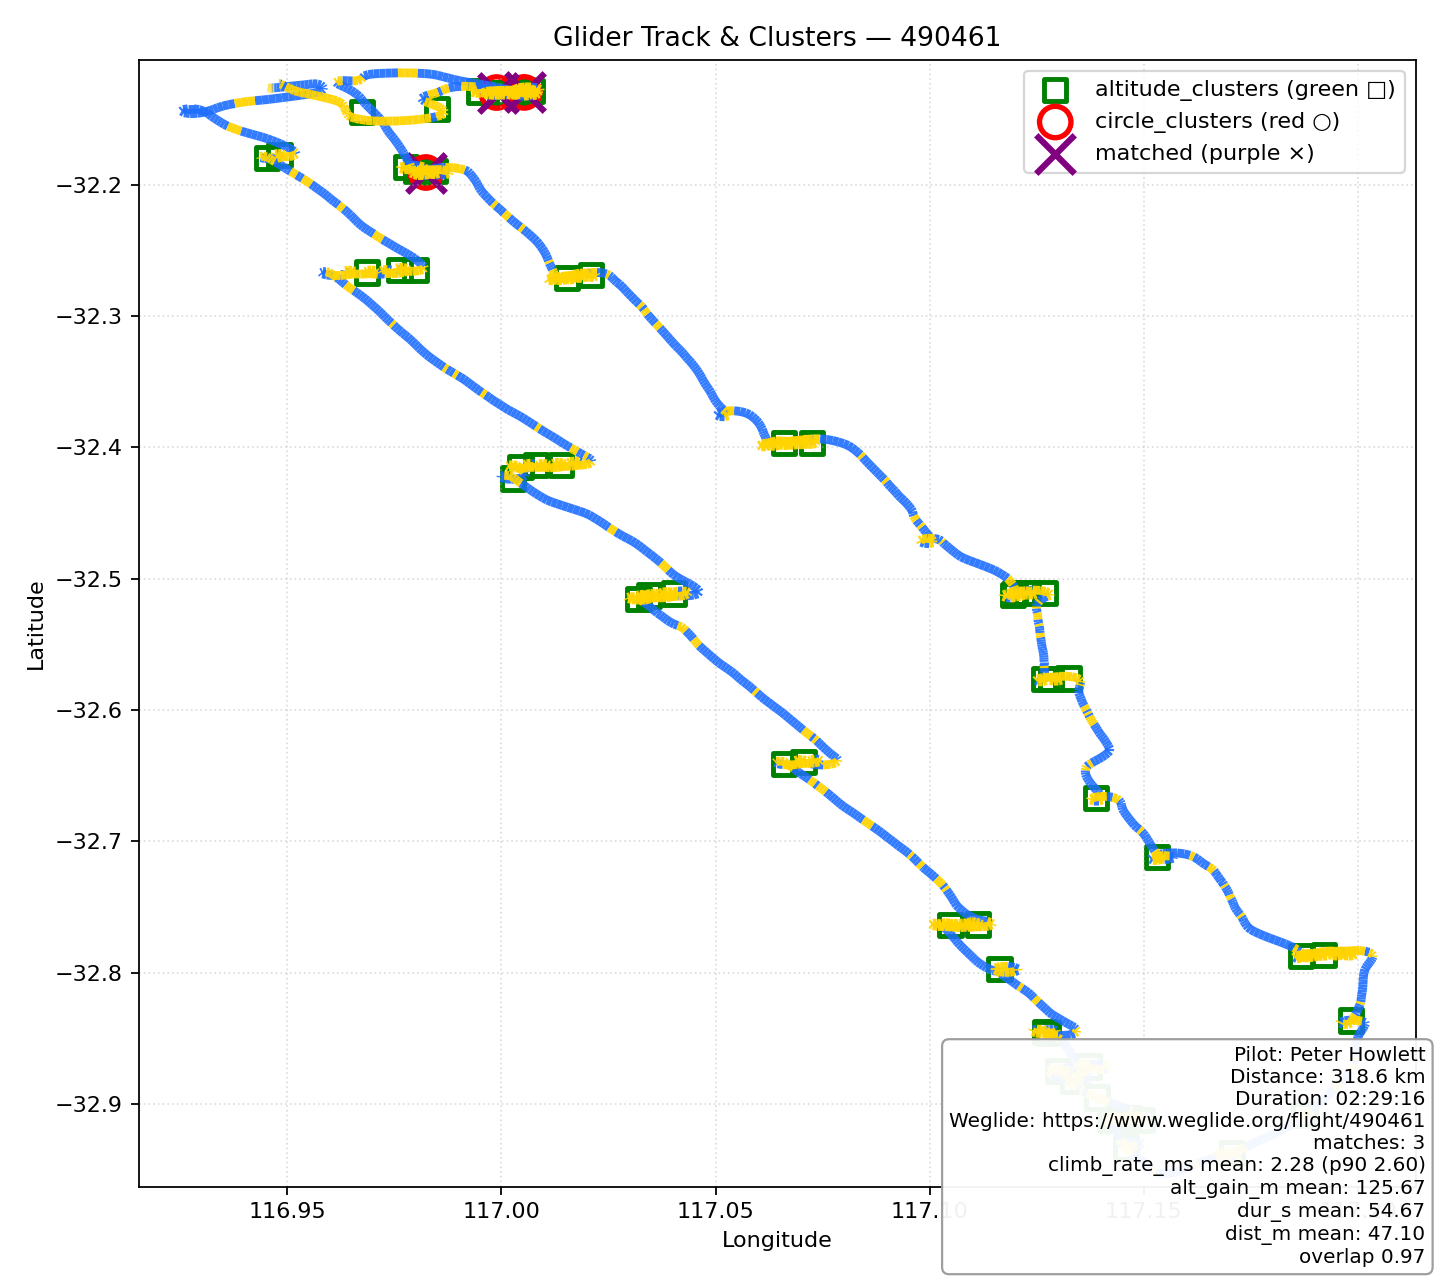 Glider Track & Clusters — 490461
altitude_clusters (green □)
circle_clusters (red ○)
matched (purple ×)
Latitude
−32.2
−32.3
−32.4
−32.5
−32.6
−32.7
−32.8
−32.9
116.95
117.00
117.05
117.10
117.15
Longitude
Pilot: Peter Howlett
Distance: 318.6 km
Duration: 02:29:16
Weglide: https://www.weglide.org/flight/490461
matches: 3
climb_rate_ms mean: 2.28 (p90 2.60)
alt_gain_m mean: 125.67
dur_s mean: 54.67
dist_m mean: 47.10
overlap 0.97